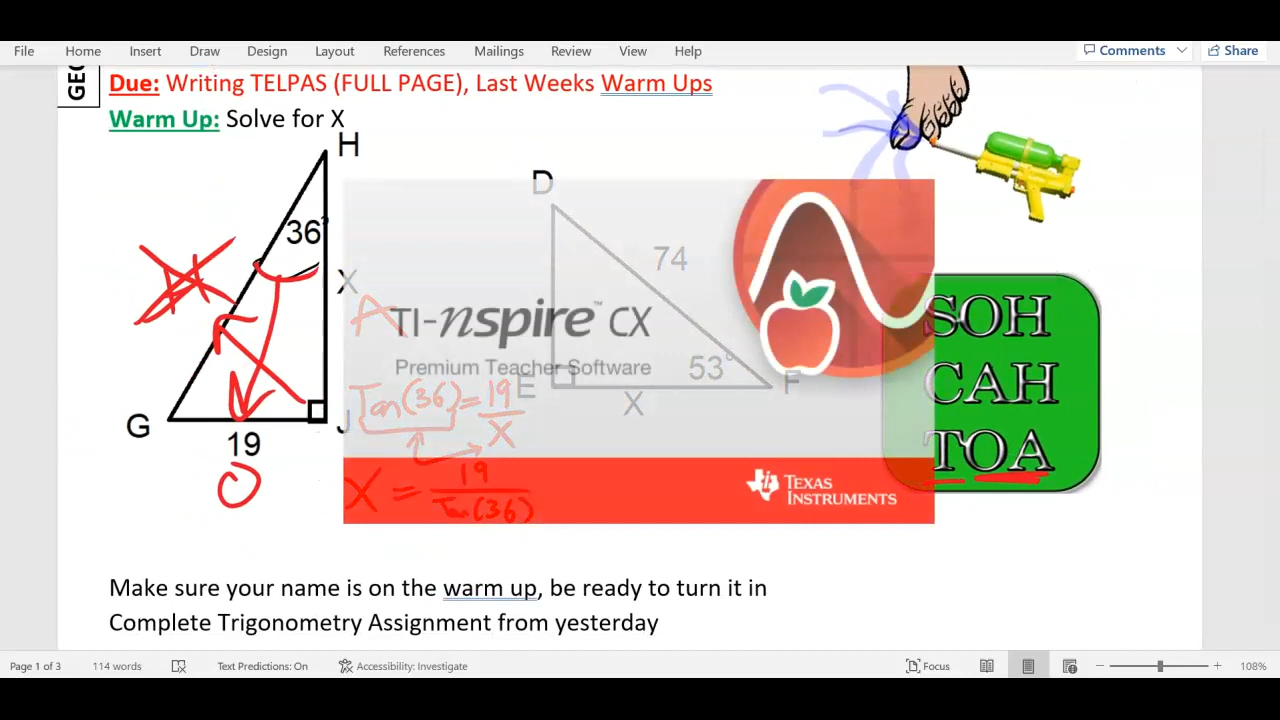 File Home Insert Draw Design Layout References Mailings Review View Help Comments Share
GEO
Due: Writing TELPAS (FULL PAGE), Last Weeks Warm Ups
Warm Up: Solve for X
H
36°
X
G
J
19
O
A
D
74
E
53°
F
X
TI-nspire™ CX
Premium Teacher Software
TEXAS
INSTRUMENTS
Tan(36) = 19
X
X = 19
Tan(36)
SOH
CAH
TOA
Make sure your name is on the warm up, be ready to turn it in
Complete Trigonometry Assignment from yesterday
Page 1 of 3 114 words Text Predictions: On Accessibility: Investigate Focus 108%